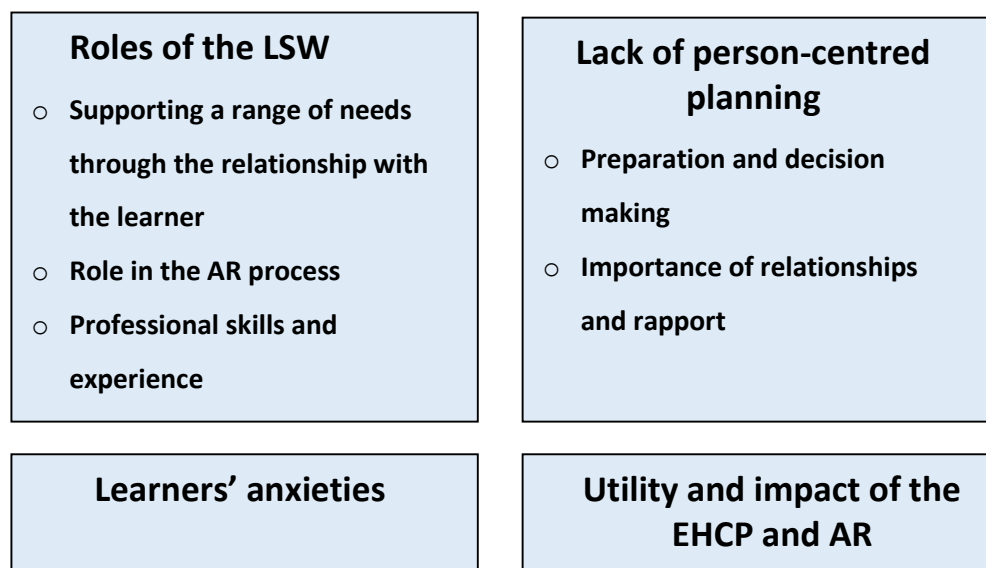 Roles of the LSW
o Supporting a range of needs
through the relationship with
the learner
o Role in the AR process
o Professional skills and
experience
Lack of person-centred
planning
o Preparation and decision
making
o Importance of relationships
and rapport
Learners’ anxieties
Utility and impact of the
EHCP and AR